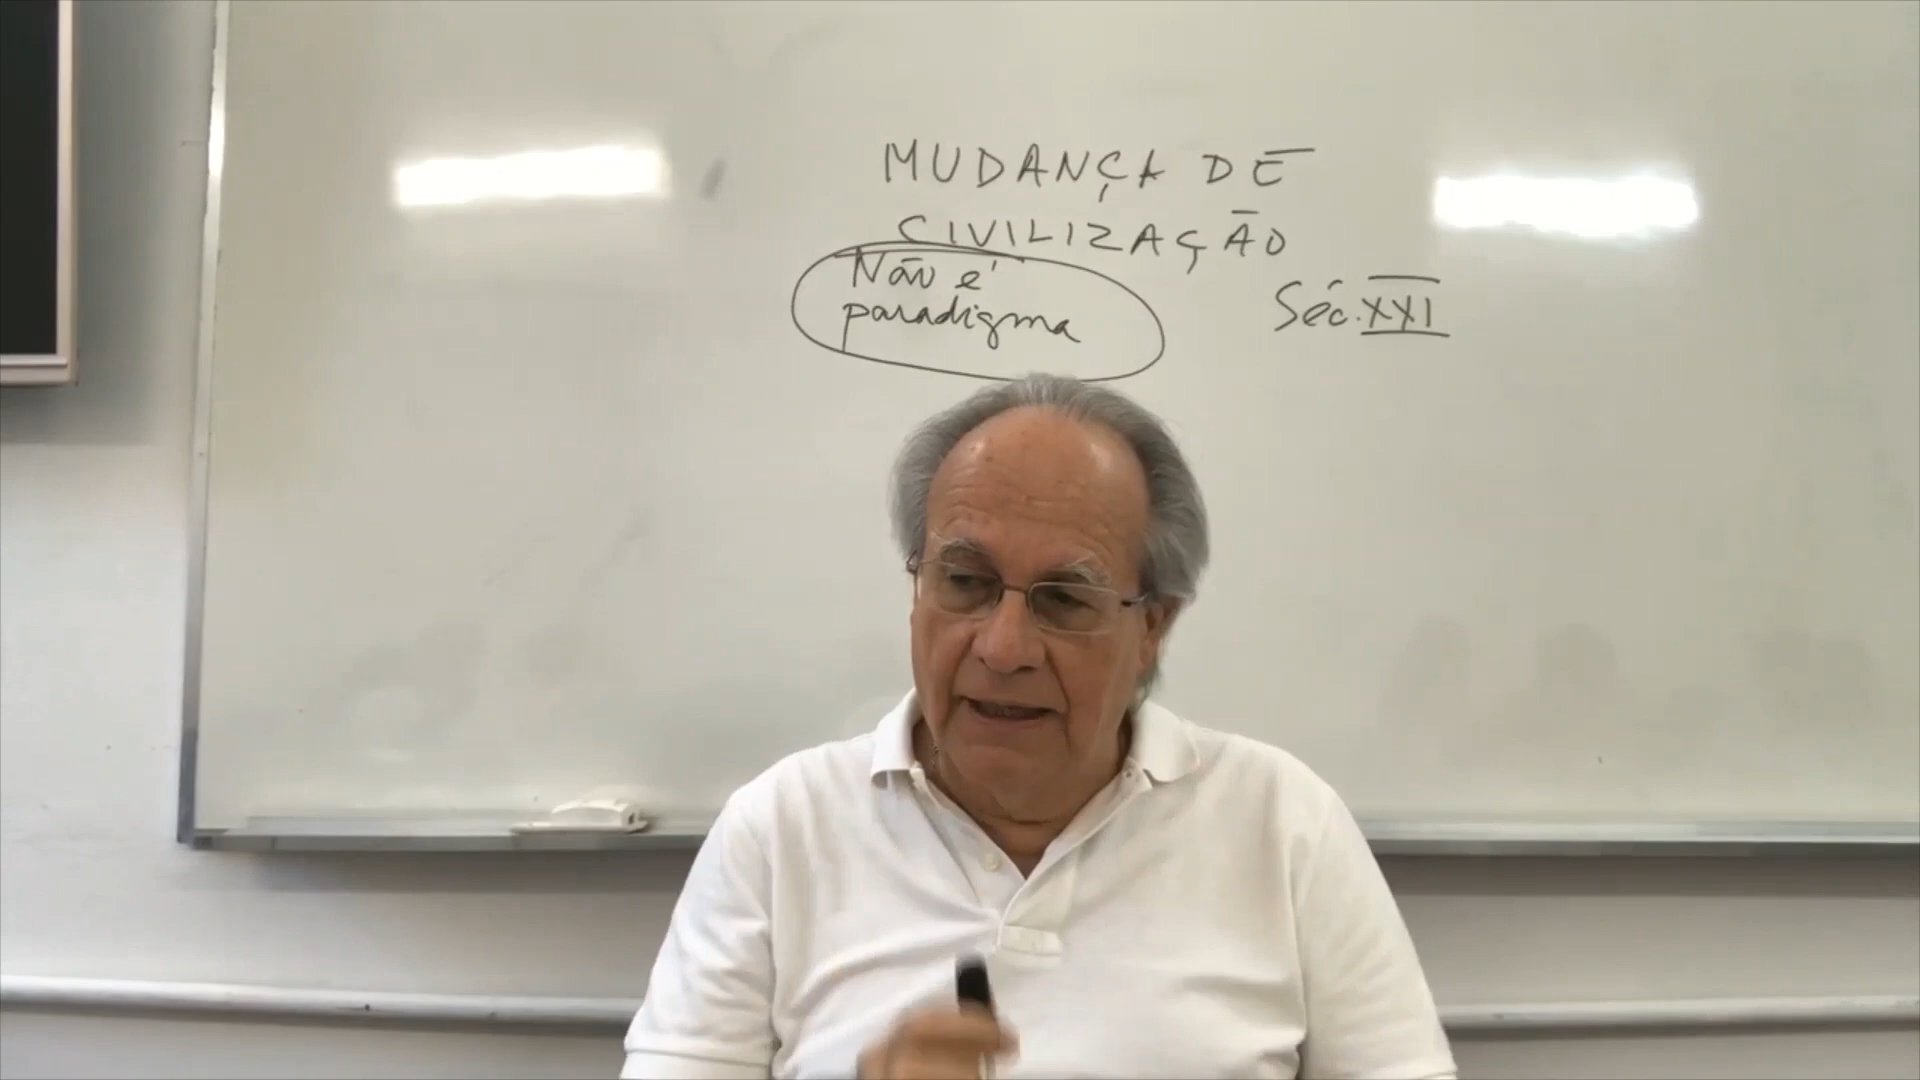 MUDANÇA DE
CIVILIZAÇÃO
Não é
paradigma
Séc. XXI